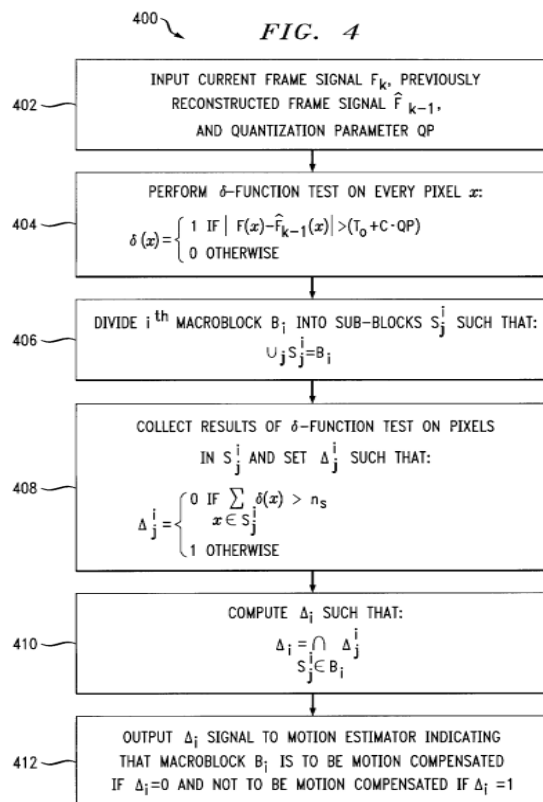 400
FIG. 4
402
INPUT CURRENT FRAME SIGNAL F_k, PREVIOUSLY
RECONSTRUCTED FRAME SIGNAL F̂_k-1,
AND QUANTIZATION PARAMETER QP
404
PERFORM δ-FUNCTION TEST ON EVERY PIXEL x:
δ(x)= { 1 IF | F(x)-F̂_k-1(x)| >(T_o+C·QP)
0 OTHERWISE
406
DIVIDE i^th MACROBLOCK B_i INTO SUB-BLOCKS S_j^i SUCH THAT:
∪_j S_j^i=B_i
408
COLLECT RESULTS OF δ-FUNCTION TEST ON PIXELS
IN S_j^i AND SET Δ_j^i SUCH THAT:
Δ_j^i= { 0 IF ∑ δ(x) > n_s
x∈S_j^i
1 OTHERWISE
410
COMPUTE Δ_i SUCH THAT:
Δ_i = ∩ Δ_j^i
S_j^i∈B_i
412
OUTPUT Δ_i SIGNAL TO MOTION ESTIMATOR INDICATING
THAT MACROBLOCK B_i IS TO BE MOTION COMPENSATED
IF Δ_i=0 AND NOT TO BE MOTION COMPENSATED IF Δ_i =1